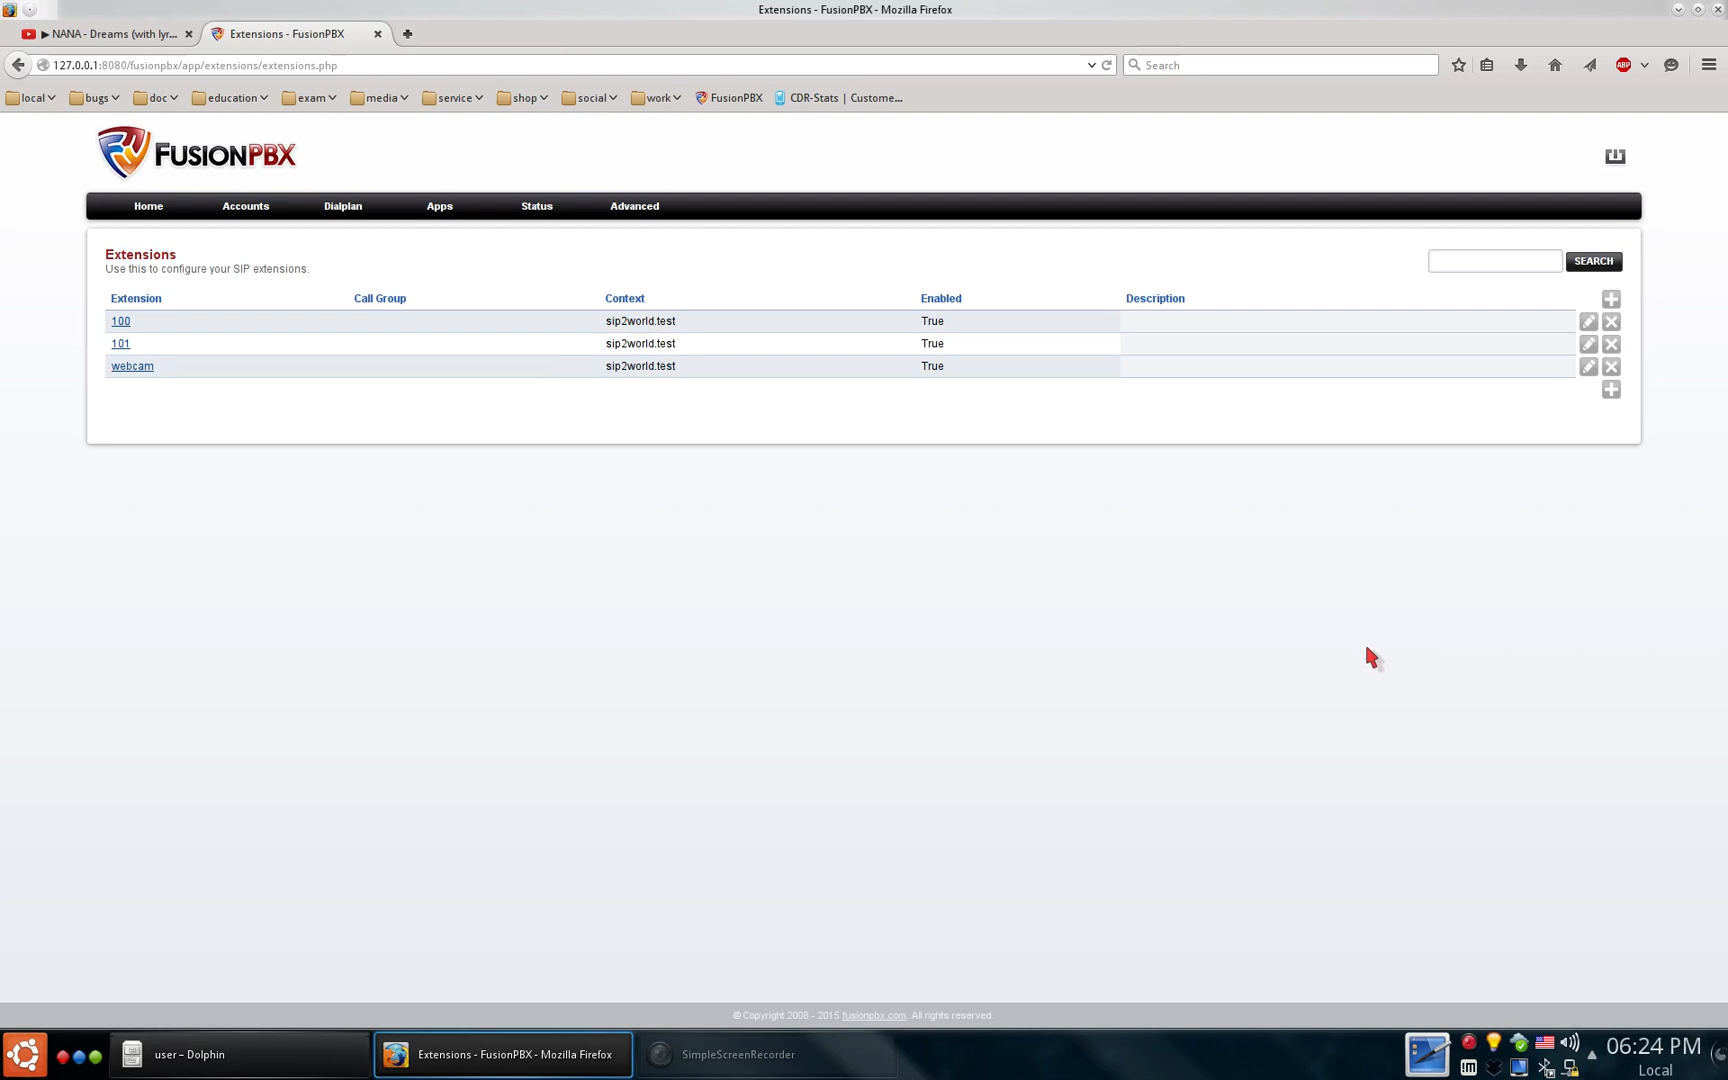 Extensions - FusionPBX - Mozilla Firefox
▶ NANA - Dreams (with lyr... Extensions - FusionPBX
127.0.0.1:8080/fusionpbx/app/extensions/extensions.php Search ABP
local bugs doc education exam media service shop social work FusionPBX CDR-Stats | Custome...
FUSIONPBX
Home Accounts Dialplan Apps Status Advanced
Extensions
Use this to configure your SIP extensions.
SEARCH
Extension Call Group Context Enabled Description
100 sip2world.test True
101 sip2world.test True
webcam sip2world.test True
© Copyright 2008 - 2015 fusionpbx.com. All rights reserved.
user – Dolphin Extensions - FusionPBX - Mozilla Firefox SimpleScreenRecorder
06:24 PM
Local